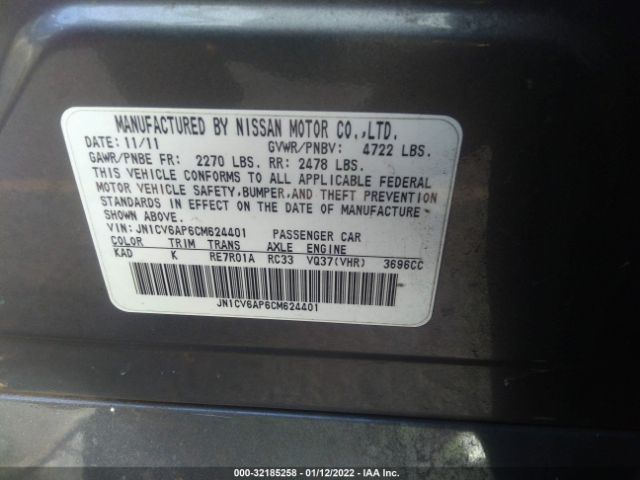 MANUFACTURED BY NISSAN MOTOR CO.,LTD.
DATE: 11/11 GVWR/PNBV: 4722 LBS.
GAWR/PNBE FR: 2270 LBS. RR: 2478 LBS.
THIS VEHICLE CONFORMS TO ALL APPLICABLE FEDERAL
MOTOR VEHICLE SAFETY,BUMPER,AND THEFT PREVENTION
STANDARDS IN EFFECT ON THE DATE OF MANUFACTURE
SHOWN ABOVE.
VIN: JN1CV6AP6CM624401 PASSENGER CAR
COLOR TRIM TRANS AXLE ENGINE
KAD K RE7R01A RC33 VQ37(VHR) 3696CC
JN1CV6AP6CM624401
000-32185258 - 01/12/2022 - IAA Inc.